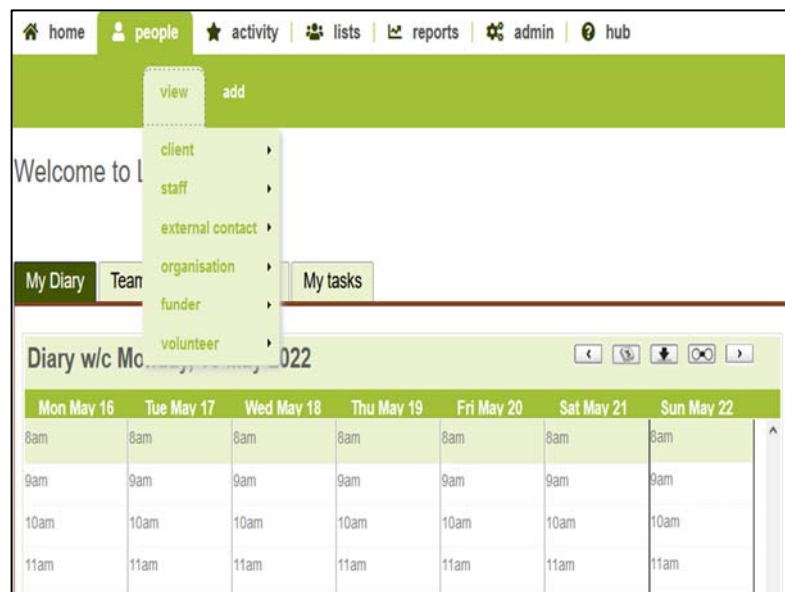 home people activity lists reports admin hub
view add
client
Welcome to L
staff
external contact
organisation
My Diary Team My tasks
funder
volunteer
Diary w/c Mo 2022
Mon May 16 Tue May 17 Wed May 18 Thu May 19 Fri May 20 Sat May 21 Sun May 22
8am 8am 8am 8am 8am 8am 8am
9am 9am 9am 9am 9am 9am 9am
10am 10am 10am 10am 10am 10am 10am
11am 11am 11am 11am 11am 11am 11am